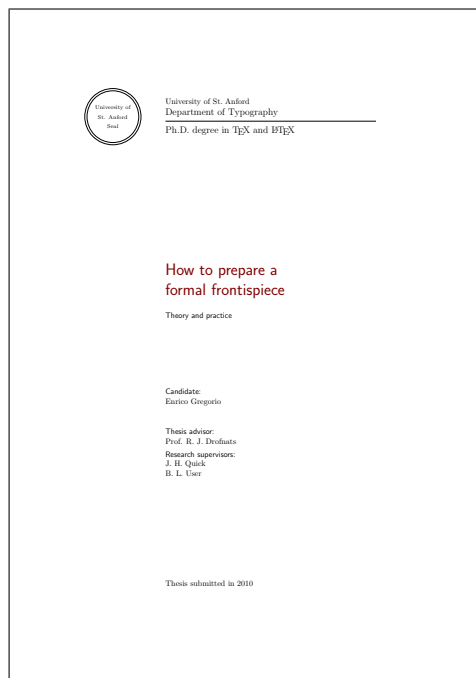 University of
St. Anford
Seal
University of St. Anford
Department of Typography
Ph.D. degree in TEX and LATEX
How to prepare a
formal frontispiece
Theory and practice
Candidate:
Enrico Gregorio
Thesis advisor:
Prof. R. J. Drofnats
Research supervisors:
J. H. Quick
B. L. User
Thesis submitted in 2010